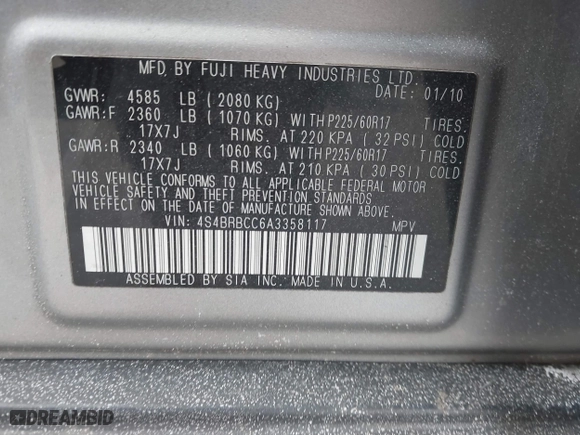 MFD. BY FUJI HEAVY INDUSTRIES LTD.
DATE: 01/10
GVWR: 4585 LB ( 2080 KG)
GAWR:F 2360 LB ( 1070 KG) WITH P225/60R17 TIRES.
17X7J RIMS. AT 220 KPA ( 32 PSI) COLD
GAWR:R 2340 LB ( 1060 KG) WITH P225/60R17 TIRES.
17X7J RIMS. AT 210 KPA ( 30 PSI) COLD
THIS VEHICLE CONFORMS TO ALL APPLICABLE FEDERAL MOTOR
VEHICLE SAFETY AND THEFT PREVENTION STANDARDS
IN EFFECT ON THE DATE OF MANUFACTURE SHOWN ABOVE.
VIN: 4S4BRBCC6A3358117 MPV
ASSEMBLED BY SIA INC. MADE IN U.S.A.
DREAMBID